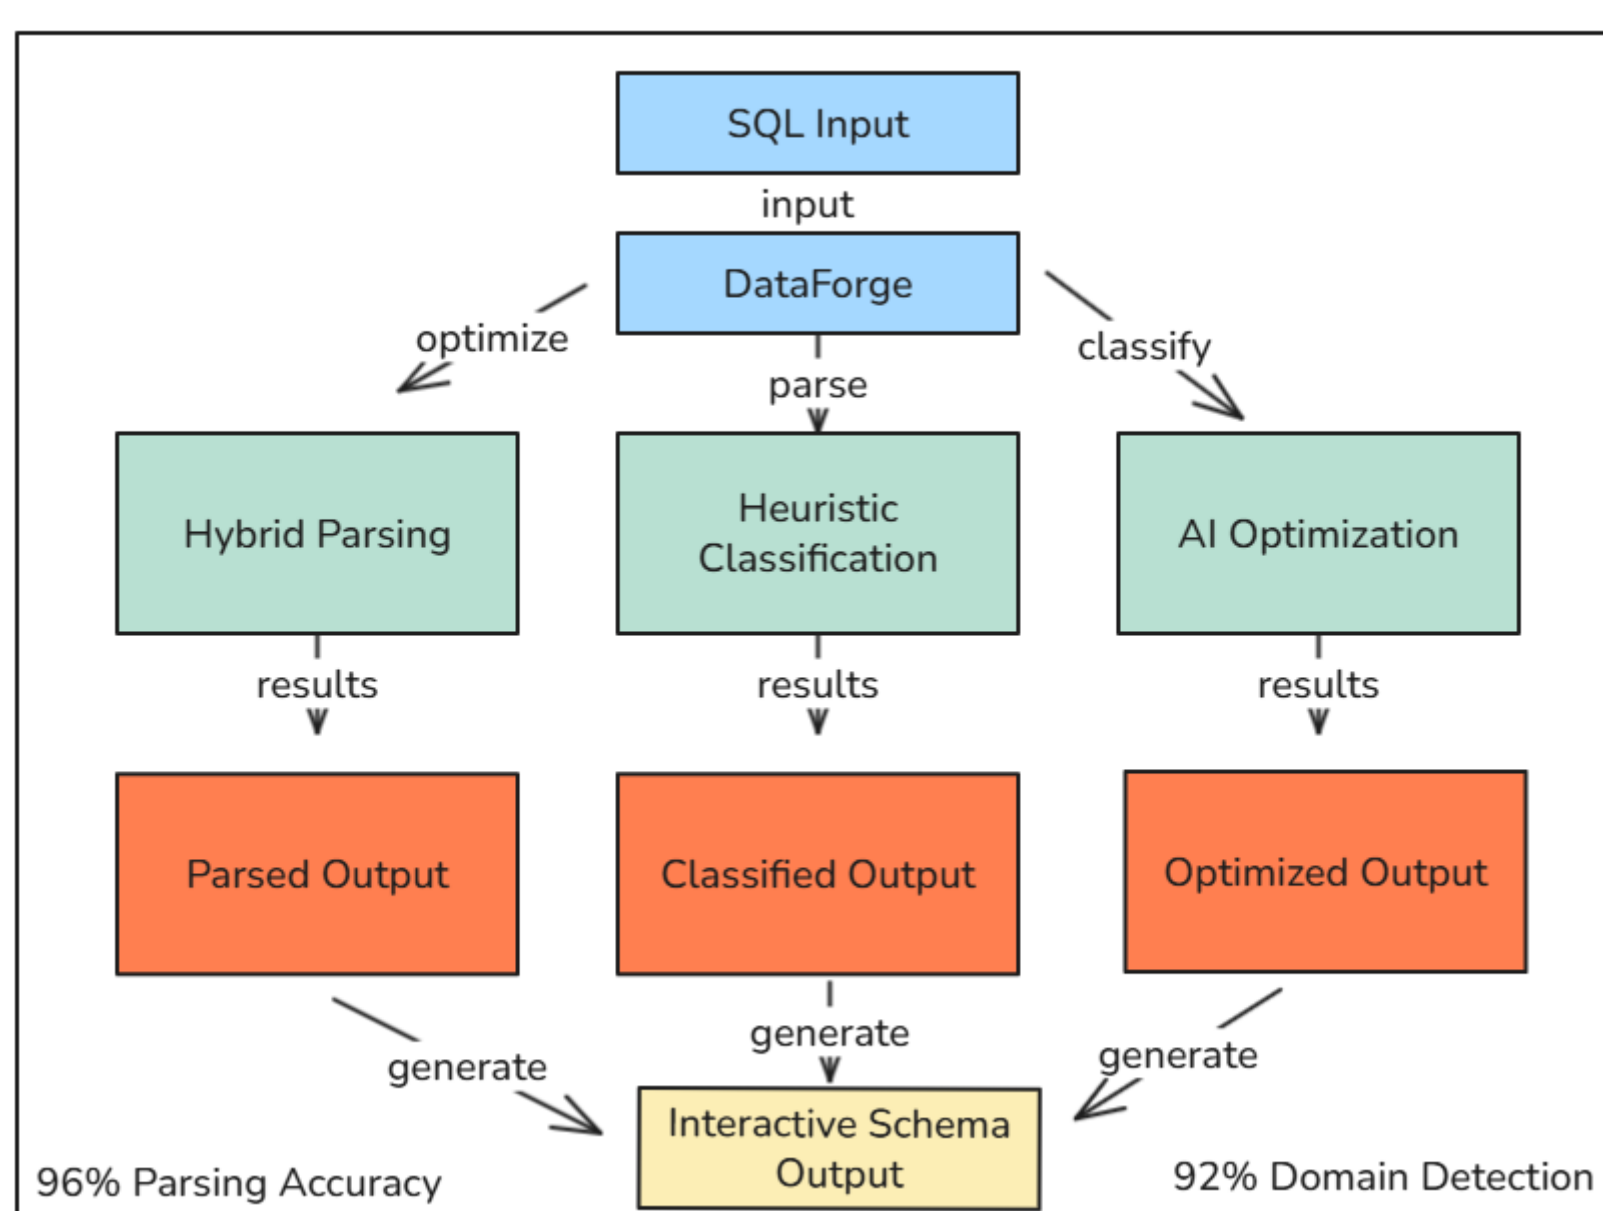 SQL Input
input
DataForge
optimize
parse
classify
Hybrid Parsing
Heuristic
Classification
AI Optimization
results
results
results
Parsed Output
Classified Output
Optimized Output
generate
generate
generate
Interactive Schema
Output
96% Parsing Accuracy
92% Domain Detection